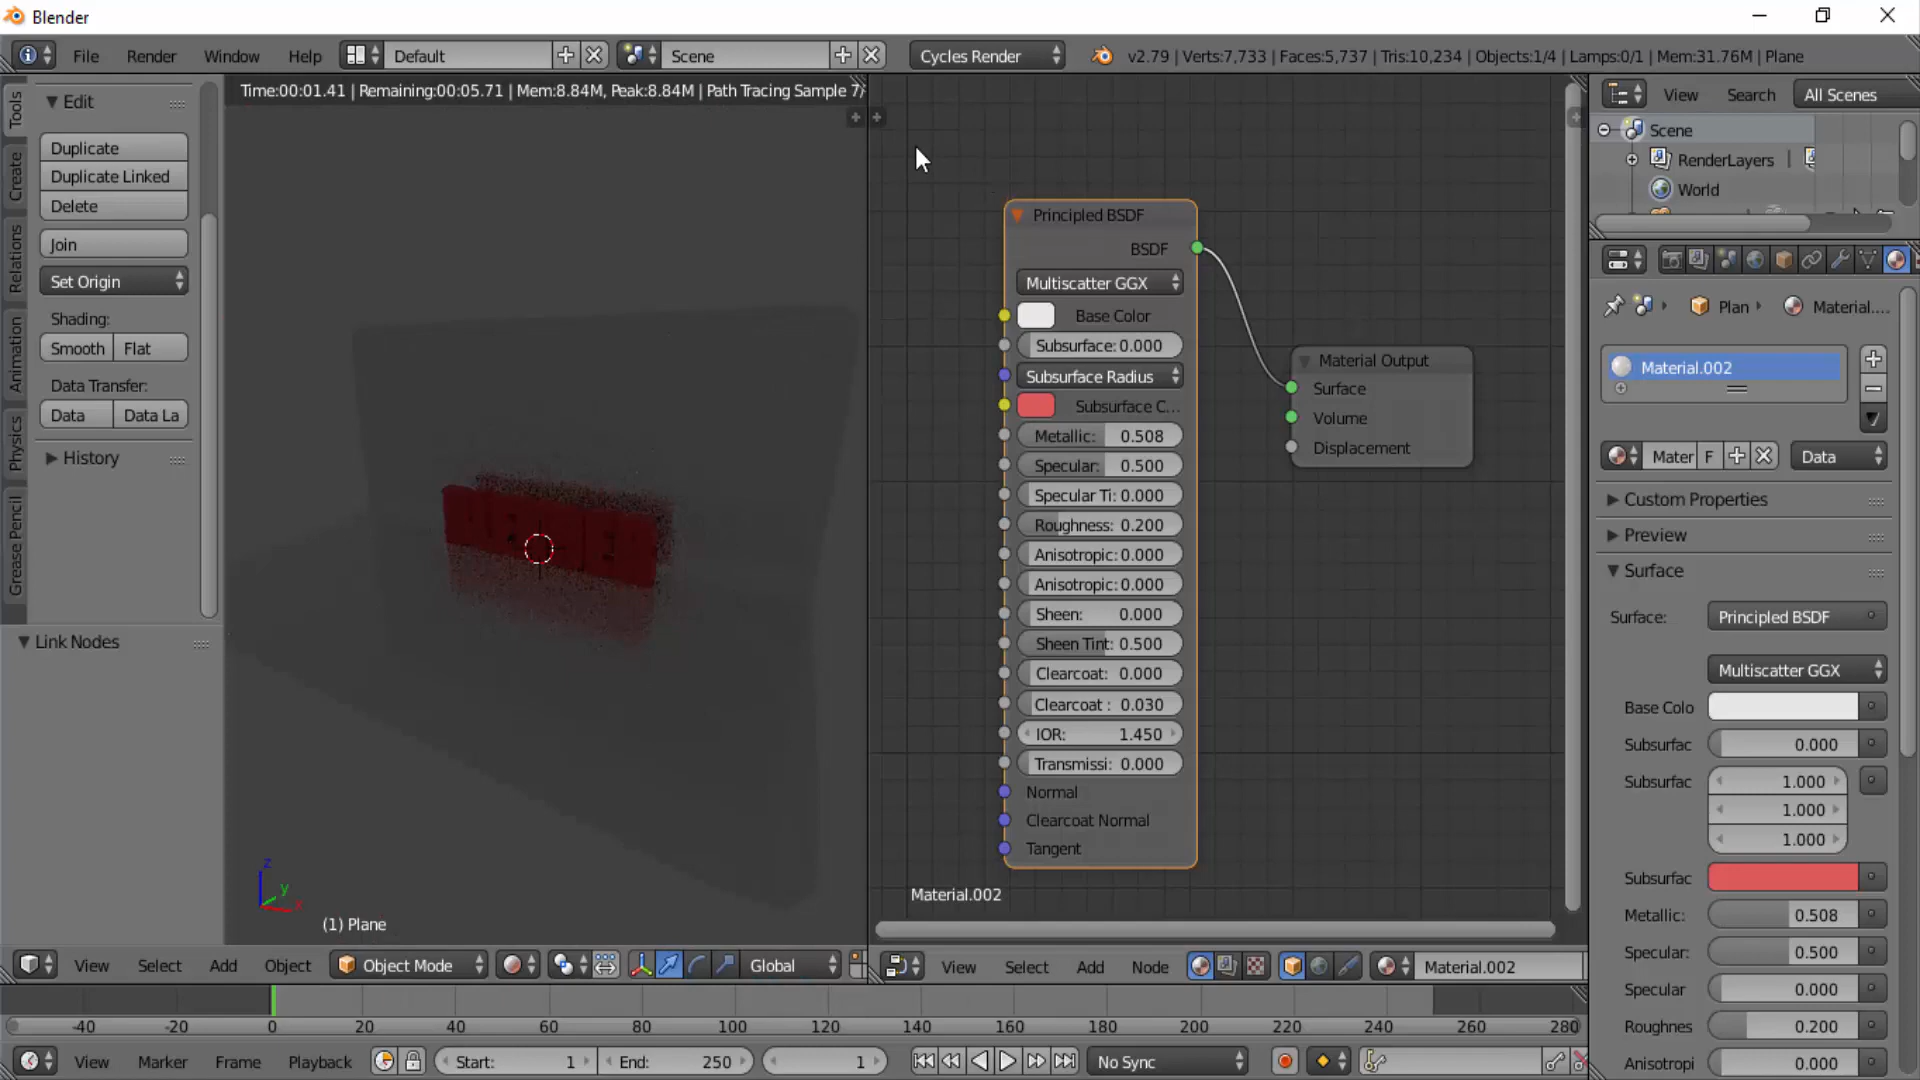 Blender
File Render Window Help Default Scene Cycles Render v2.79 | Verts:7,733 | Faces:5,737 | Tris:10,234 | Objects:1/4 | Lamps:0/1 | Mem:31.76M | Plane
Tools
Create
Relations
Animation
Physics
Grease Pencil
Edit
Duplicate
Duplicate Linked
Delete
Join
Set Origin
Shading:
Smooth Flat
Data Transfer:
Data Data La
History
Link Nodes
Time:00:01.41 | Remaining:00:05.71 | Mem:8.84M, Peak:8.84M | Path Tracing Sample 7/
z
y
x
(1) Plane
View Select Add Object Object Mode Global
Principled BSDF
BSDF
Multiscatter GGX
Base Color
Subsurface: 0.000
Subsurface Radius
Subsurface C...
Metallic: 0.508
Specular: 0.500
Specular Ti: 0.000
Roughness: 0.200
Anisotropic: 0.000
Anisotropic: 0.000
Sheen: 0.000
Sheen Tint: 0.500
Clearcoat: 0.000
Clearcoat : 0.030
IOR: 1.450
Transmissi: 0.000
Normal
Clearcoat Normal
Tangent
Material Output
Surface
Volume
Displacement
Material.002
View Select Add Node Material.002
View Search All Scenes
Scene
RenderLayers |
World
Plan Material....
Material.002
Mater F Data
Custom Properties
Preview
Surface
Surface: Principled BSDF
Multiscatter GGX
Base Colo
Subsurfac 0.000
Subsurfac 1.000
1.000
1.000
Subsurfac
Metallic: 0.508
Specular: 0.500
Specular 0.000
Roughnes 0.200
Anisotropi 0.000
-40 -20 0 20 40 60 80 100 120 140 160 180 200 220 240 260 280
View Marker Frame Playback Start: 1 End: 250 1 No Sync